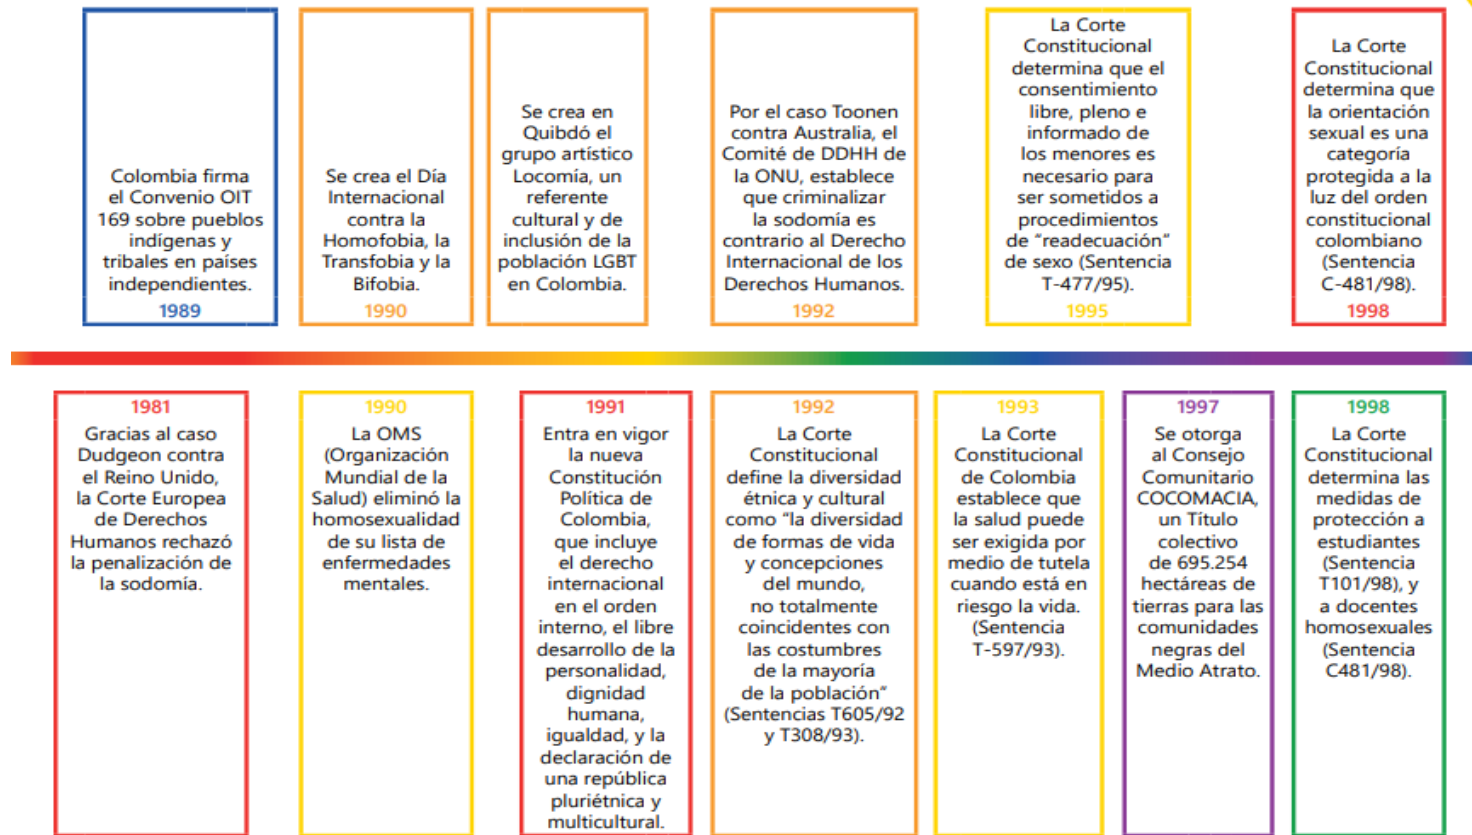 Colombia firma
el Convenio OIT
169 sobre pueblos
indígenas y
tribales en países
independientes.
1989
Se crea el Día
Internacional
contra la
Homofobia, la
Transfobia y la
Bifobia.
1990
Se crea en
Quibdó el
grupo artístico
Locomía, un
referente
cultural y de
inclusión de la
población LGBT
en Colombia.
Por el caso Toonen
contra Australia, el
Comité de DDHH de
la ONU, establece
que criminalizar
la sodomía es
contrario al Derecho
Internacional de los
Derechos Humanos.
1992
La Corte
Constitucional
determina que el
consentimiento
libre, pleno e
informado de
los menores es
necesario para
ser sometidos a
procedimientos
de “readecuación”
de sexo (Sentencia
T-477/95).
1995
La Corte
Constitucional
determina que
la orientación
sexual es una
categoría
protegida a la
luz del orden
constitucional
colombiano
(Sentencia
C-481/98).
1998
1981
Gracias al caso
Dudgeon contra
el Reino Unido,
la Corte Europea
de Derechos
Humanos rechazó
la penalización de
la sodomía.
1990
La OMS
(Organización
Mundial de la
Salud) eliminó la
homosexualidad
de su lista de
enfermedades
mentales.
1991
Entra en vigor
la nueva
Constitución
Política de
Colombia,
que incluye
el derecho
internacional
en el orden
interno, el libre
desarrollo de la
personalidad,
dignidad
humana,
igualdad, y la
declaración de
una república
pluriétnica y
multicultural.
1992
La Corte
Constitucional
define la diversidad
étnica y cultural
como “la diversidad
de formas de vida
y concepciones
del mundo,
no totalmente
coincidentes con
las costumbres
de la mayoría
de la población”
(Sentencias T605/92
y T308/93).
1993
La Corte
Constitucional
de Colombia
establece que
la salud puede
ser exigida por
medio de tutela
cuando está en
riesgo la vida.
(Sentencia
T-597/93).
1997
Se otorga
al Consejo
Comunitario
COCOMACIA,
un Título
colectivo
de 695.254
hectáreas de
tierras para las
comunidades
negras del
Medio Atrato.
1998
La Corte
Constitucional
determina las
medidas de
protección a
estudiantes
(Sentencia
T101/98), y
a docentes
homosexuales
(Sentencia
C481/98).